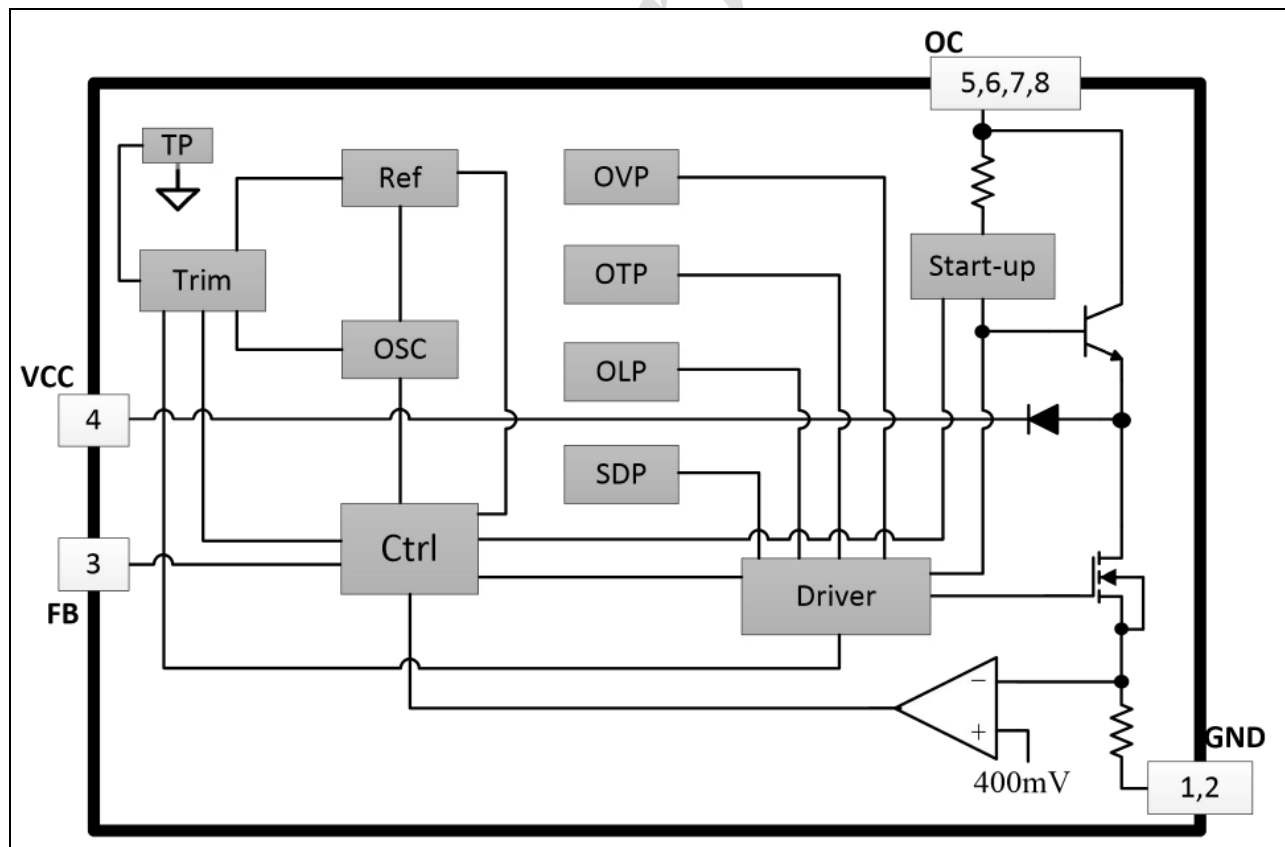 OC
5,6,7,8
TP
Ref
OVP
Trim
OTP
Start-up
OSC
OLP
VCC
4
SDP
Ctrl
3
FB
Driver
−
+
400mV
GND
1,2